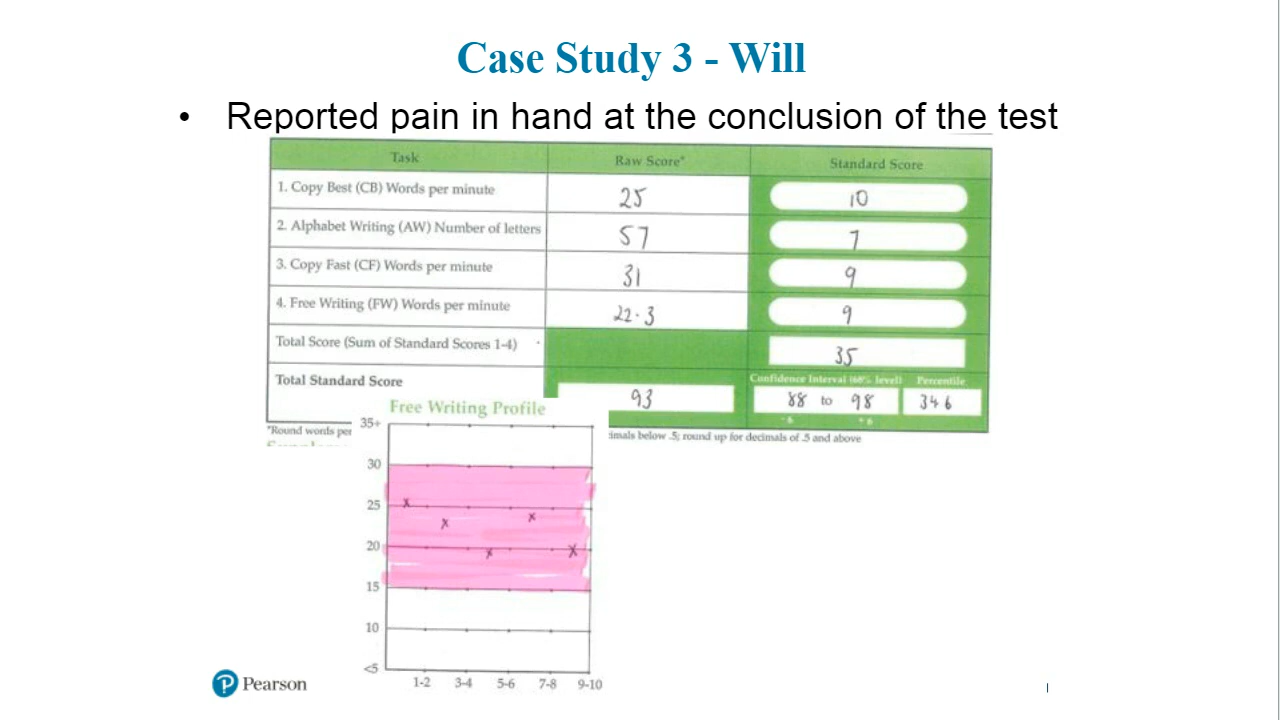 Case Study 3 - Will
• Reported pain in hand at the conclusion of the test
Task Raw Score* Standard Score
1. Copy Best (CB) Words per minute 25 10
2. Alphabet Writing (AW) Number of letters 57 7
3. Copy Fast (CF) Words per minute 31 9
4. Free Writing (FW) Words per minute 22.3 9
Total Score (Sum of Standard Scores 1-4) 35
Confidence Interval (68% level) Percentile
Total Standard Score 93 88 to 98 34
*Round words per
imals below .5; round up for decimals of .5 and above
Free Writing Profile
35+
30
25
20
15
10
<5
1-2 3-4 5-6 7-8 9-10
Pearson